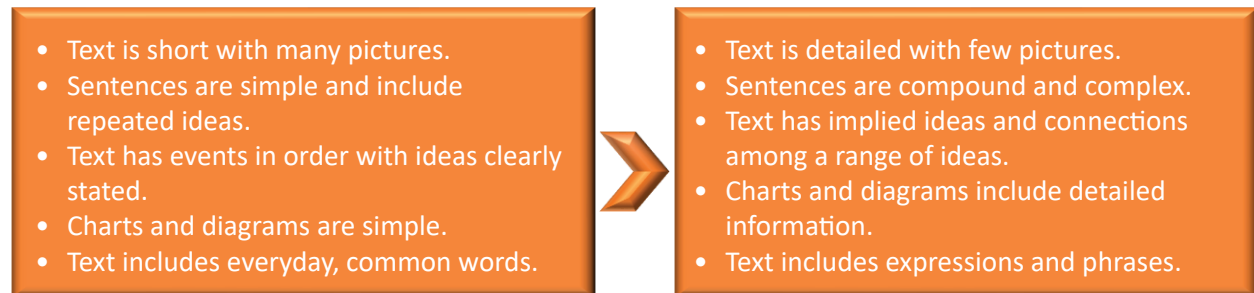 • Text is short with many pictures.
• Sentences are simple and include
repeated ideas.
• Text has events in order with ideas clearly
stated.
• Charts and diagrams are simple.
• Text includes everyday, common words.
• Text is detailed with few pictures.
• Sentences are compound and complex.
• Text has implied ideas and connections
among a range of ideas.
• Charts and diagrams include detailed
information.
• Text includes expressions and phrases.